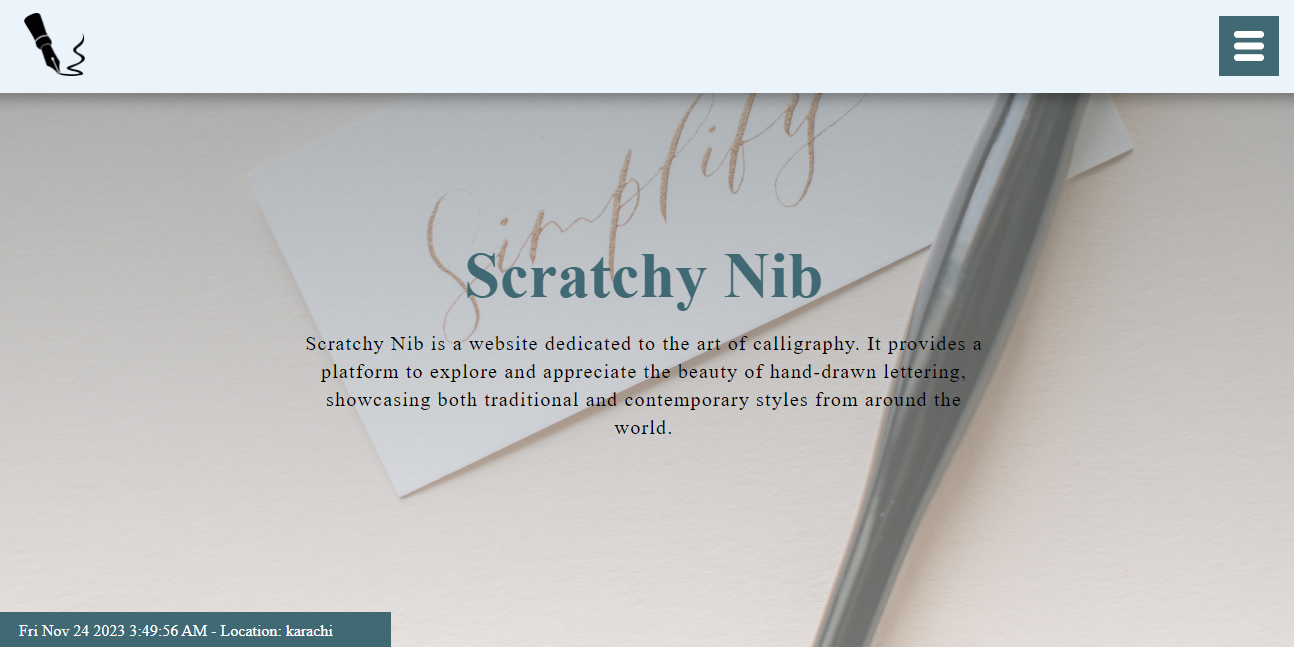 Simplify
Scratchy Nib
Scratchy Nib is a website dedicated to the art of calligraphy. It provides a
platform to explore and appreciate the beauty of hand-drawn lettering,
showcasing both traditional and contemporary styles from around the
world.
Fri Nov 24 2023 3:49:56 AM - Location: karachi